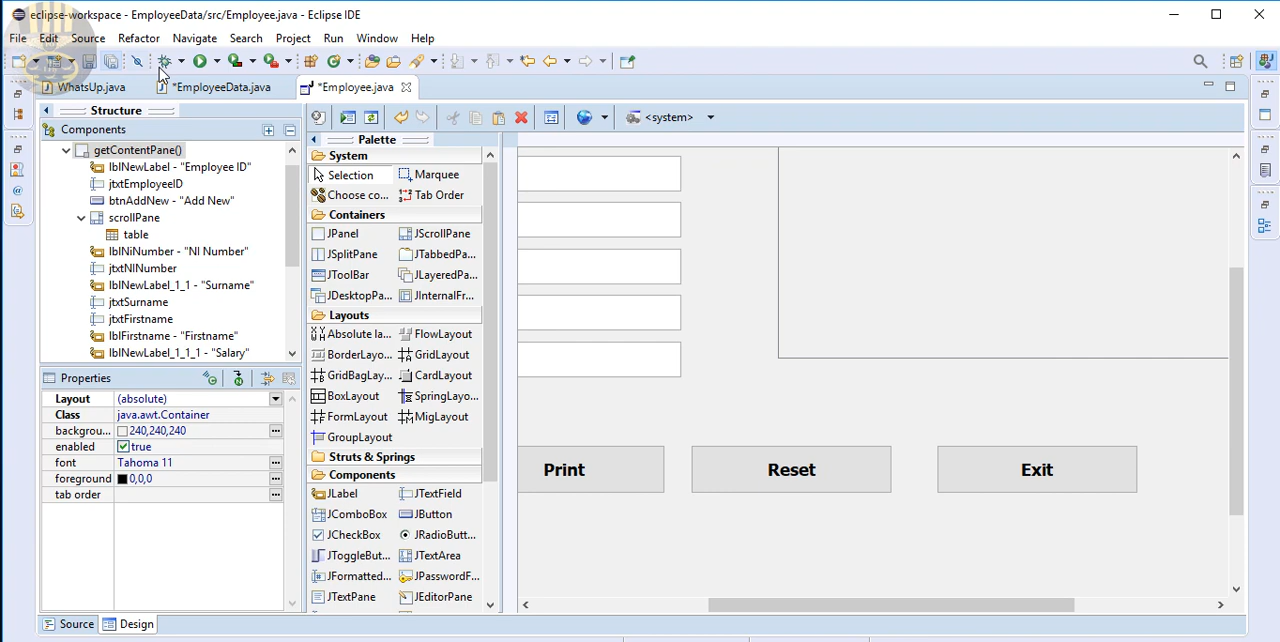 eclipse-workspace - EmployeeData/src/Employee.java - Eclipse IDE
File Edit Source Refactor Navigate Search Project Run Window Help
WhatsUp.java *EmployeeData.java *Employee.java
Structure
Components
getContentPane()
lblNewLabel - "Employee ID"
jtxtEmployeeID
btnAddNew - "Add New"
scrollPane
table
lblNiNumber - "NI Number"
jtxtNINumber
lblNewLabel_1_1 - "Surname"
jtxtSurname
jtxtFirstname
lblFirstname - "Firstname"
lblNewLabel_1_1_1 - "Salary"
Properties
Layout (absolute)
Class java.awt.Container
backgrou... 240,240,240
enabled true
font Tahoma 11
foreground 0,0,0
tab order
Source Design
<system>
Palette
System
Selection Marquee
Choose co... Tab Order
Containers
JPanel JScrollPane
JSplitPane JTabbedPa...
JToolBar JLayeredPa...
JDesktopPa... JInternalFr...
Layouts
Absolute la... FlowLayout
BorderLayo... GridLayout
GridBagLay... CardLayout
BoxLayout SpringLayo...
FormLayout MigLayout
GroupLayout
Struts & Springs
Components
JLabel JTextField
JComboBox JButton
JCheckBox JRadioButt...
JToggleBut... JTextArea
JFormatted... JPasswordF...
JTextPane JEditorPane
Print Reset Exit